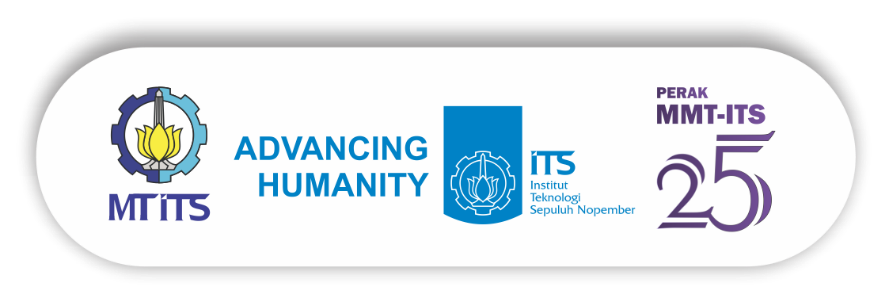 MT ITS
ADVANCING
HUMANITY
ITS
Institut
Teknologi
Sepuluh Nopember
PERAK
MMT-ITS
25